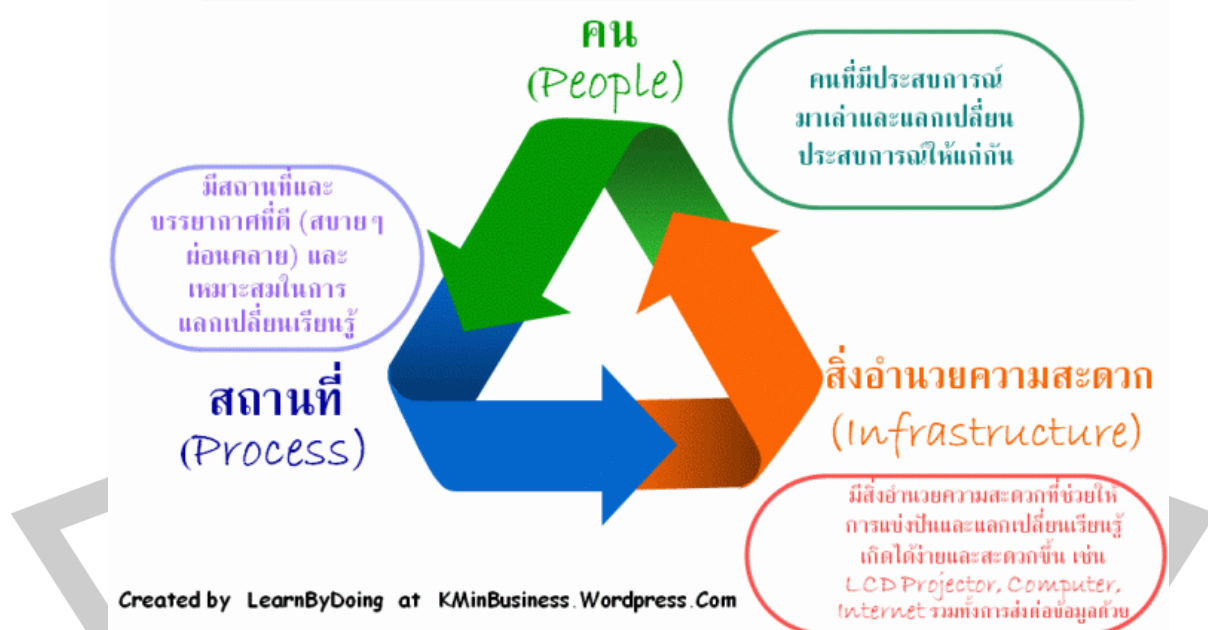 คน
(People)
คนที่มีประสบการณ์
มาเล่าและแลกเปลี่ยน
ประสบการณ์ให้แก่กัน
มีสถานที่และ
บรรยากาศที่ดี (สบายๆ
ผ่อนคลาย) และ
เหมาะสมในการ
แลกเปลี่ยนเรียนรู้
สถานที่
(Process)
สิ่งอำนวยความสะดวก
(Infrastructure)
มีสิ่งอำนวยความสะดวกที่ช่วยให้
การแบ่งปันและแลกเปลี่ยนเรียนรู้
เกิดได้ง่ายและสะดวกขึ้น เช่น
LCD Projector, Computer,
Internet รวมทั้งการส่งต่อข้อมูลด้วย
Created by LearnByDoing at KMinBusiness.Wordpress.Com